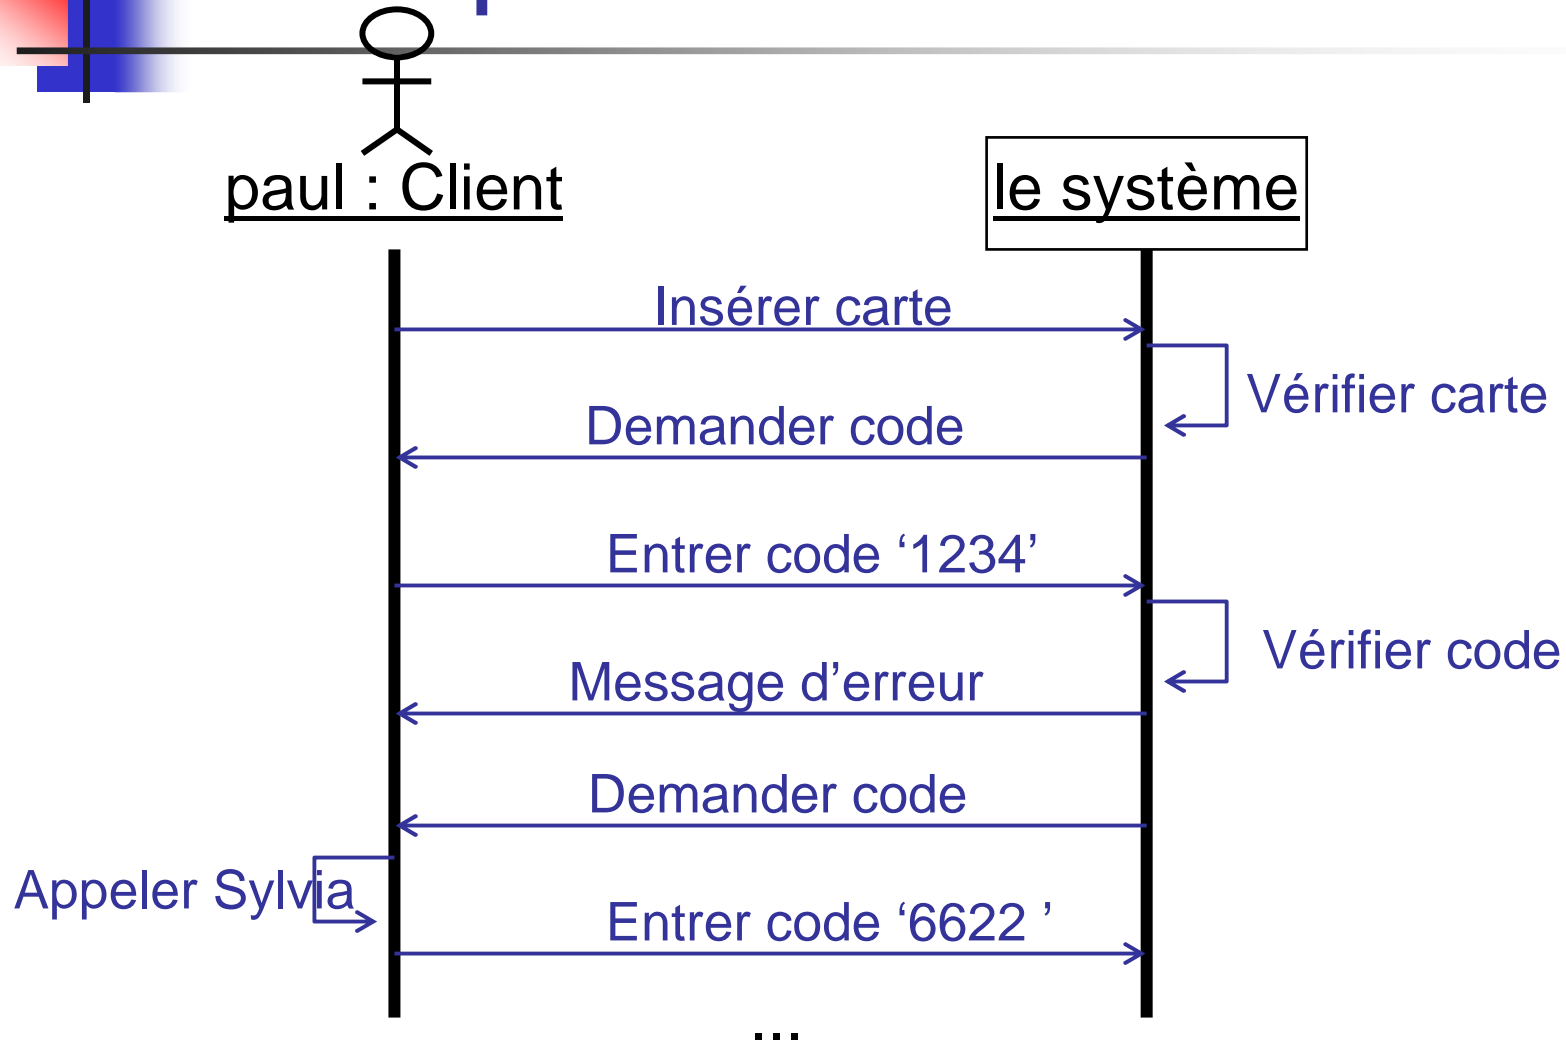 paul : Client
le système
Insérer carte
Vérifier carte
Demander code
Entrer code ‘1234’
Vérifier code
Message d’erreur
Demander code
Appeler Sylvia
Entrer code ‘6622 ’
...